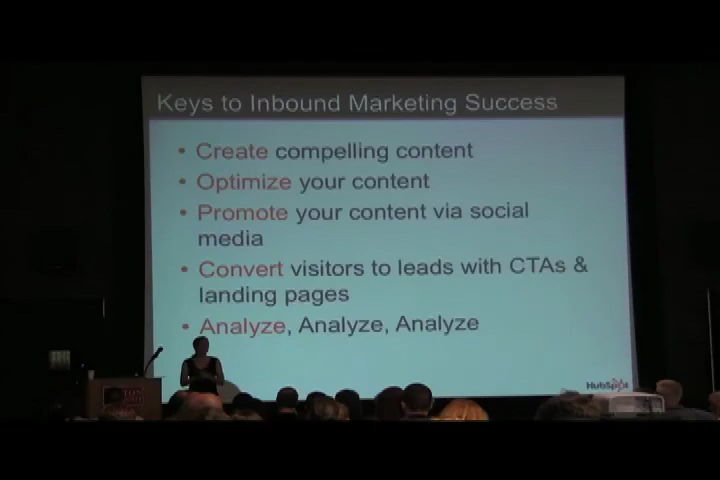 Keys to Inbound Marketing Success
• Create compelling content
• Optimize your content
• Promote your content via social
media
• Convert visitors to leads with CTAs &
landing pages
• Analyze, Analyze, Analyze
HubSpot